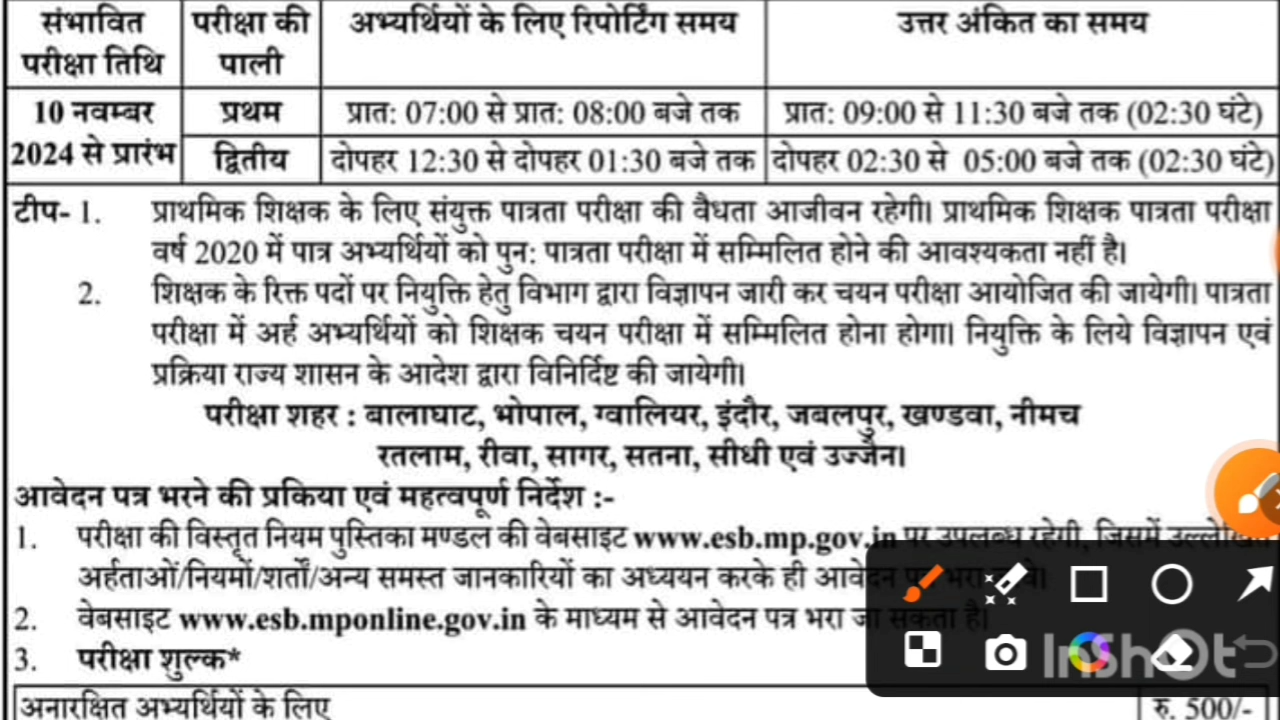 संभावित परीक्षा की अभ्यर्थियों के लिए रिपोर्टिंग समय उत्तर अंकित का समय
परीक्षा तिथि पाली
10 नवम्बर प्रथम प्रात: 07:00 से प्रात: 08:00 बजे तक प्रात: 09:00 से 11:30 बजे तक (02:30 घंटे)
2024 से प्रारंभ द्वितीय दोपहर 12:30 से दोपहर 01:30 बजे तक दोपहर 02:30 से 05:00 बजे तक (02:30 घंटे)
टीप- 1. प्राथमिक शिक्षक के लिए संयुक्त पात्रता परीक्षा की वैधता आजीवन रहेगी। प्राथमिक शिक्षक पात्रता परीक्षा
वर्ष 2020 में पात्र अभ्यर्थियों को पुन: पात्रता परीक्षा में सम्मिलित होने की आवश्यकता नहीं है।
2. शिक्षक के रिक्त पदों पर नियुक्ति हेतु विभाग द्वारा विज्ञापन जारी कर चयन परीक्षा आयोजित की जायेगी। पात्रता
परीक्षा में अर्ह अभ्यर्थियों को शिक्षक चयन परीक्षा में सम्मिलित होना होगा। नियुक्ति के लिये विज्ञापन एवं
प्रक्रिया राज्य शासन के आदेश द्वारा विनिर्दिष्ट की जायेगी।
परीक्षा शहर : बालाघाट, भोपाल, ग्वालियर, इंदौर, जबलपुर, खण्डवा, नीमच
रतलाम, रीवा, सागर, सतना, सीधी एवं उज्जैन।
आवेदन पत्र भरने की प्रकिया एवं महत्वपूर्ण निर्देश :-
1. परीक्षा की विस्तृत नियम पुस्तिका मण्डल की वेबसाइट www.esb.mp.gov.in पर उपलब्ध रहेगी, जिसमें
अर्हताओं/नियमों/शर्तों/अन्य समस्त जानकारियों का अध्ययन करके ही आवेदन पत्र भरा
2. वेबसाइट www.esb.mponline.gov.in के माध्यम से आवेदन पत्र भरा जा सकता है।
3. परीक्षा शुल्क*
InShOt
अनारक्षित अभ्यर्थियों के लिए रु. 500/-